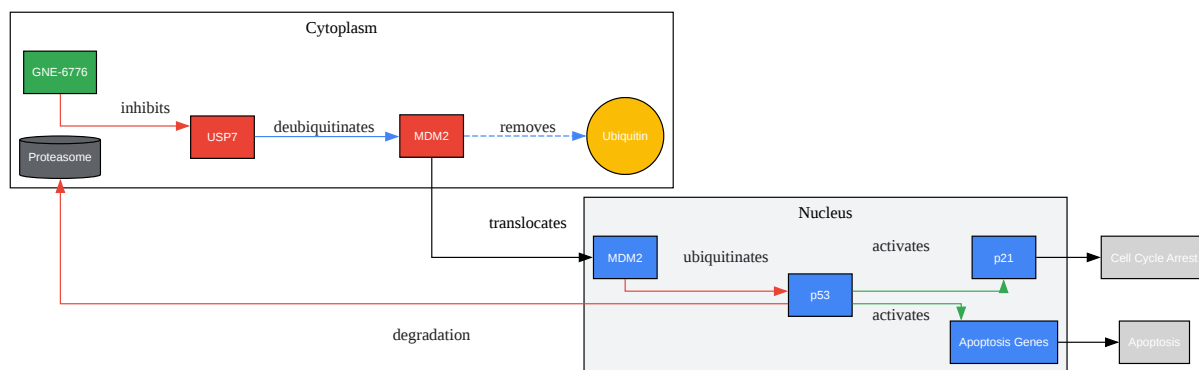 Cytoplasm
GNE-6776
inhibits
Proteasome
USP7
deubiquitinates
MDM2
removes
Ubiquitin
translocates
Nucleus
MDM2
ubiquitinates
activates
p21
Cell Cycle Arrest
p53
activates
degradation
Apoptosis Genes
Apoptosis